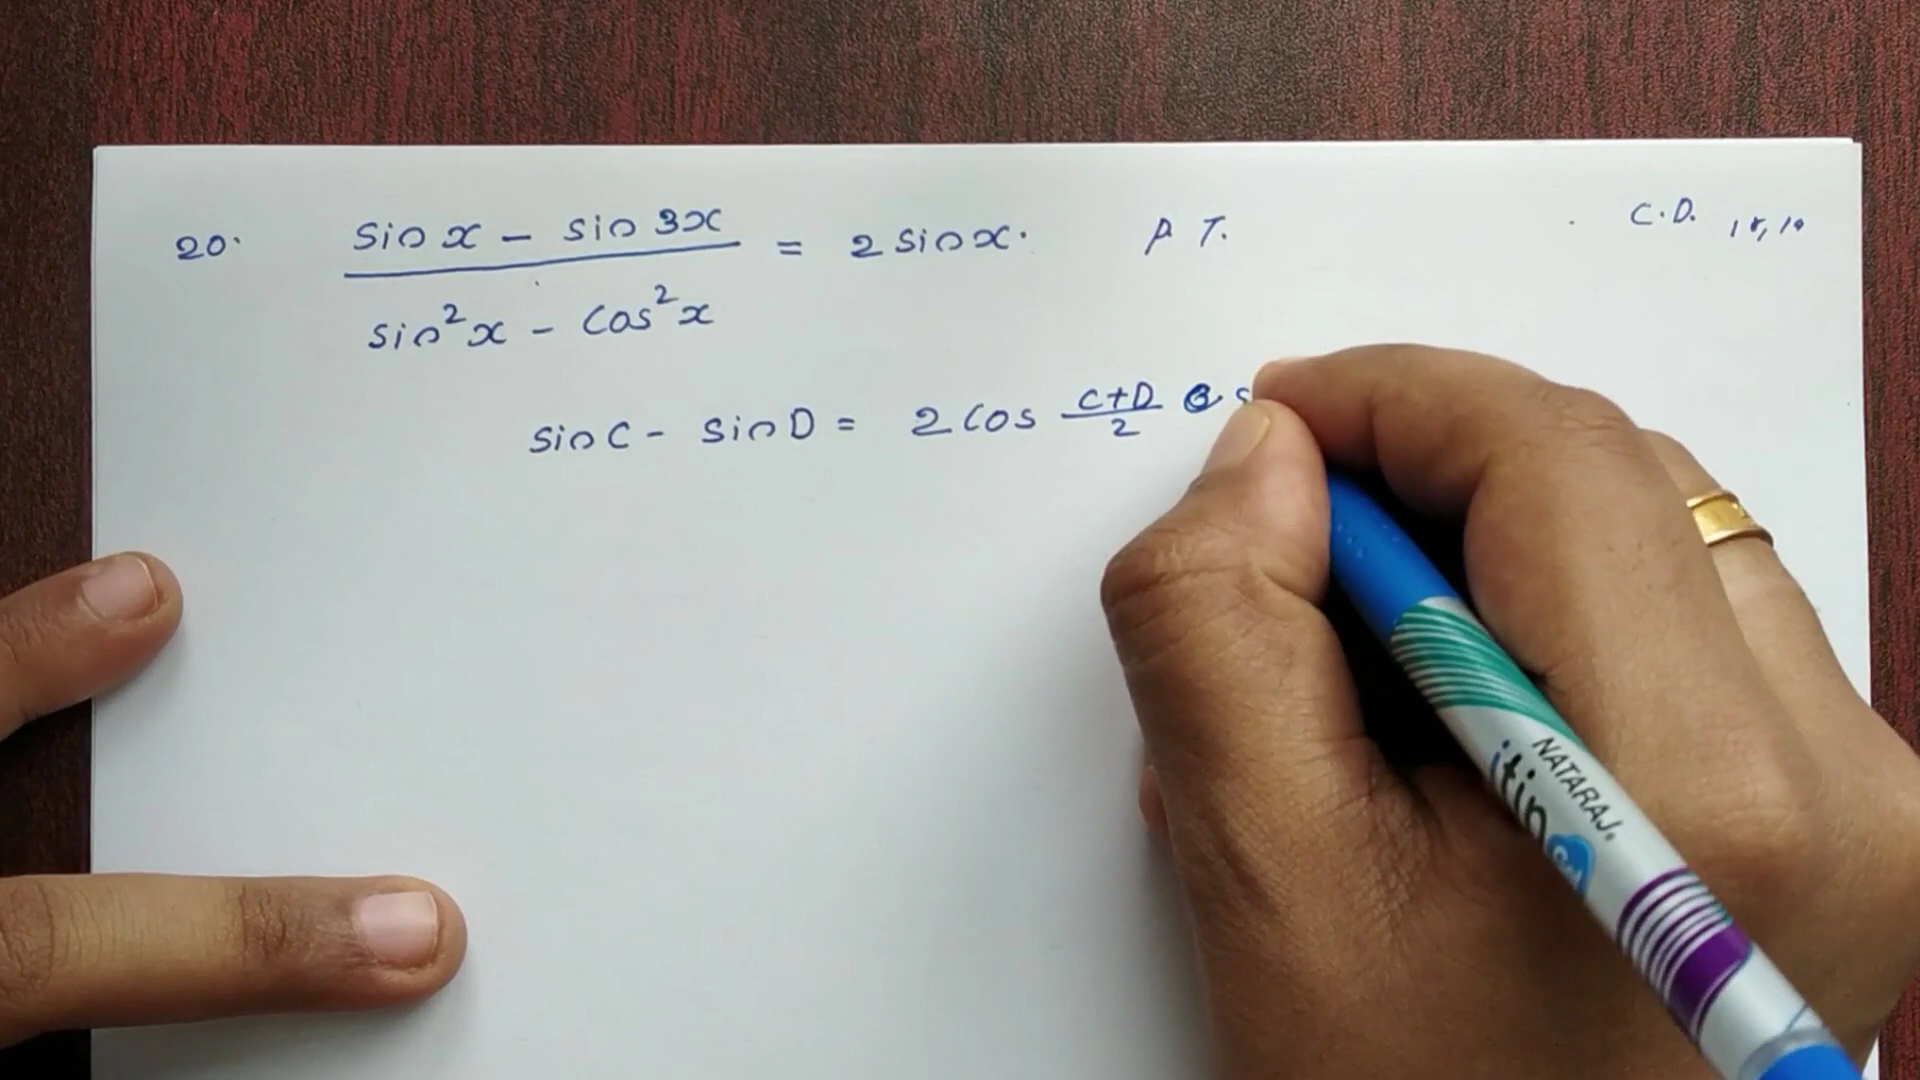 20. sin x - sin 3x = 2 sin x. P T. C.D.
sin²x - cos²x
sin C - sin D = 2 cos C+D s
2
NATARAJ